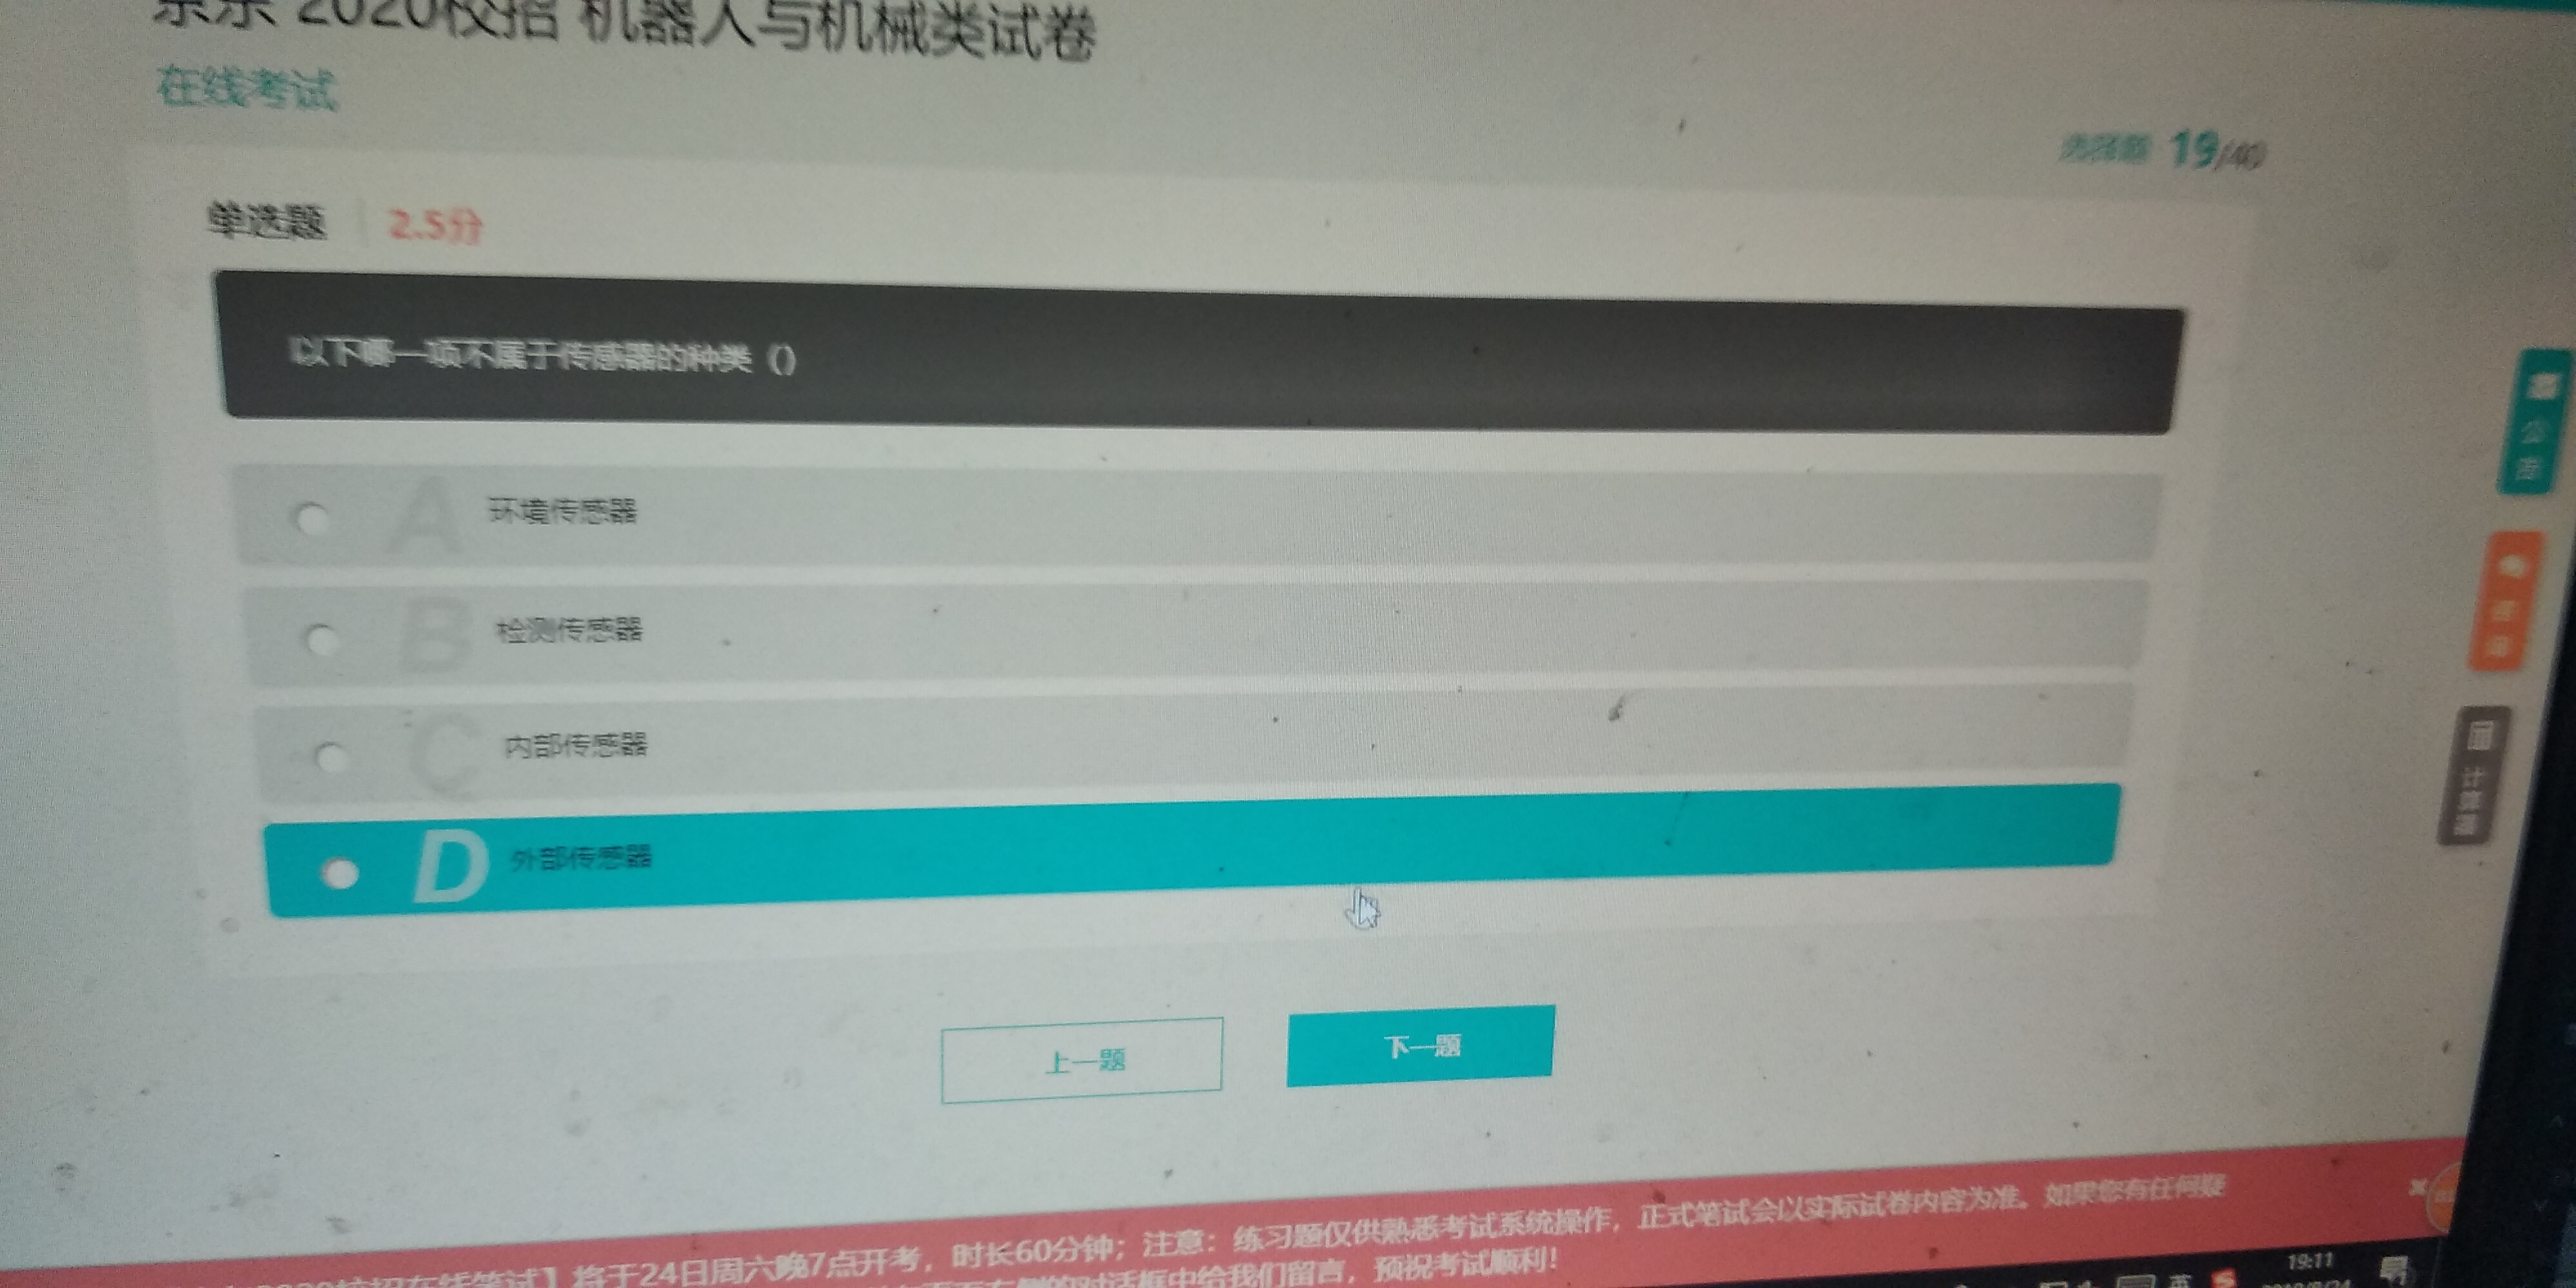 京东 2020校招 机器人与机械类试卷
在线考试
选择题 19/40
单选题 2.5分
以下哪一项不属于传感器的种类（）
A 环境传感器
B 检测传感器
C 内部传感器
D 外部传感器
上一题
下一题
公告
计算器
2020校招在线笔试】将于24日周六晚7点开考，时长60分钟；注意：练习题仅供熟悉考试系统操作，正式笔试会以实际试卷内容为准。如果您有任何疑
的对话框中给我们留言，预祝考试顺利！
英
19:11